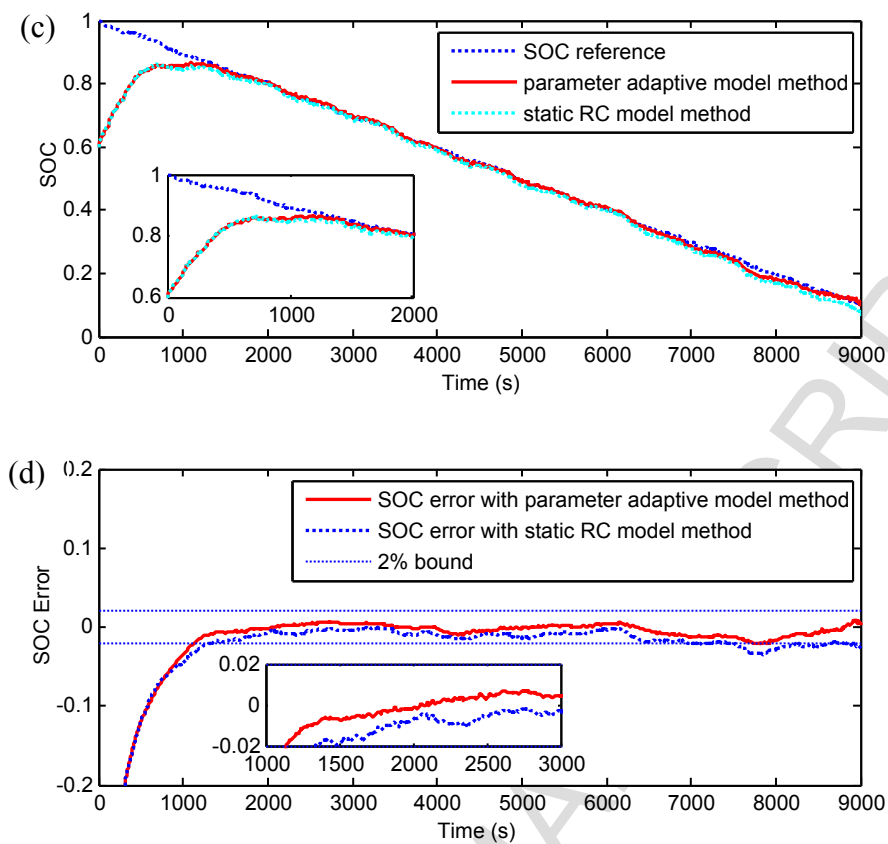 (c)
1
0.8
0.6
0.4
0.2
0
SOC
SOC reference
parameter adaptive model method
static RC model method
1
0.8
0.6
0 1000 2000
0 1000 2000 3000 4000 5000 6000 7000 8000 9000
Time (s)
(d)
0.2
0.1
0
-0.1
-0.2
SOC Error
SOC error with parameter adaptive model method
SOC error with static RC model method
2% bound
0.02
0
-0.02
1000 1500 2000 2500 3000
0 1000 2000 3000 4000 5000 6000 7000 8000 9000
Time (s)